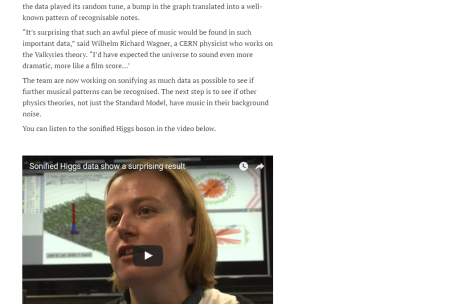 the data played its random tune, a bump in the graph translated into a well-
known pattern of recognisable notes.
“It’s surprising that such an awful piece of music would be found in such
important data,” said Wilhelm Richard Wagner, a CERN physicist who works on
the Valkyries theory. “I’d have expected the universe to sound even more
dramatic, more like a film score…’
The team are now working on sonifying as much data as possible to see if
further musical patterns can be recognised. The next step is to see if other
physics theories, not just the Standard Model, have music in their background
noise.
You can listen to the sonified Higgs boson in the video below.
Sonified Higgs data show a surprising result